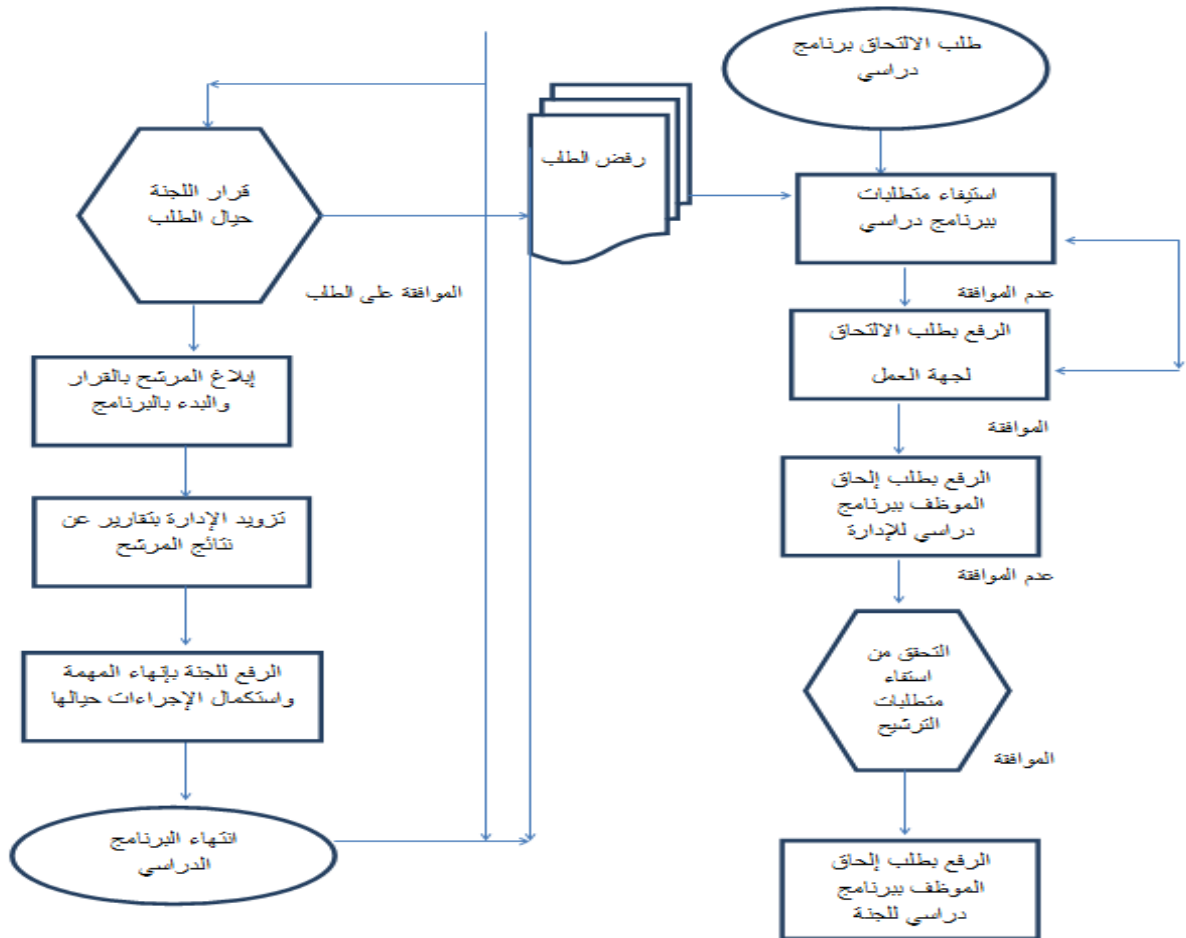 طلب الالتحاق برنامج
دراسي
استيفاء متطلبات
ببرنامج دراسي
عدم الموافقة
الرفع بطلب الالتحاق
لجهة العمل
الموافقة
الرفع بطلب إلحاق
الموظف ببرنامج
دراسي للإدارة
عدم الموافقة
التحقق من
استفاء
متطلبات
الترشيح
الموافقة
الرفع بطلب إلحاق
الموظف ببرنامج
دراسي للجنة
رفض الطلب
قرار اللجنة
حيال الطلب
الموافقة على الطلب
إبلاغ المرشح بالقرار
والبدء بالبرنامج
تزويد الإدارة بتقارير عن
نتائج المرشح
الرفع للجنة بإنهاء المهمة
واستكمال الإجراءات حيالها
انتهاء البرنامج
الدراسي